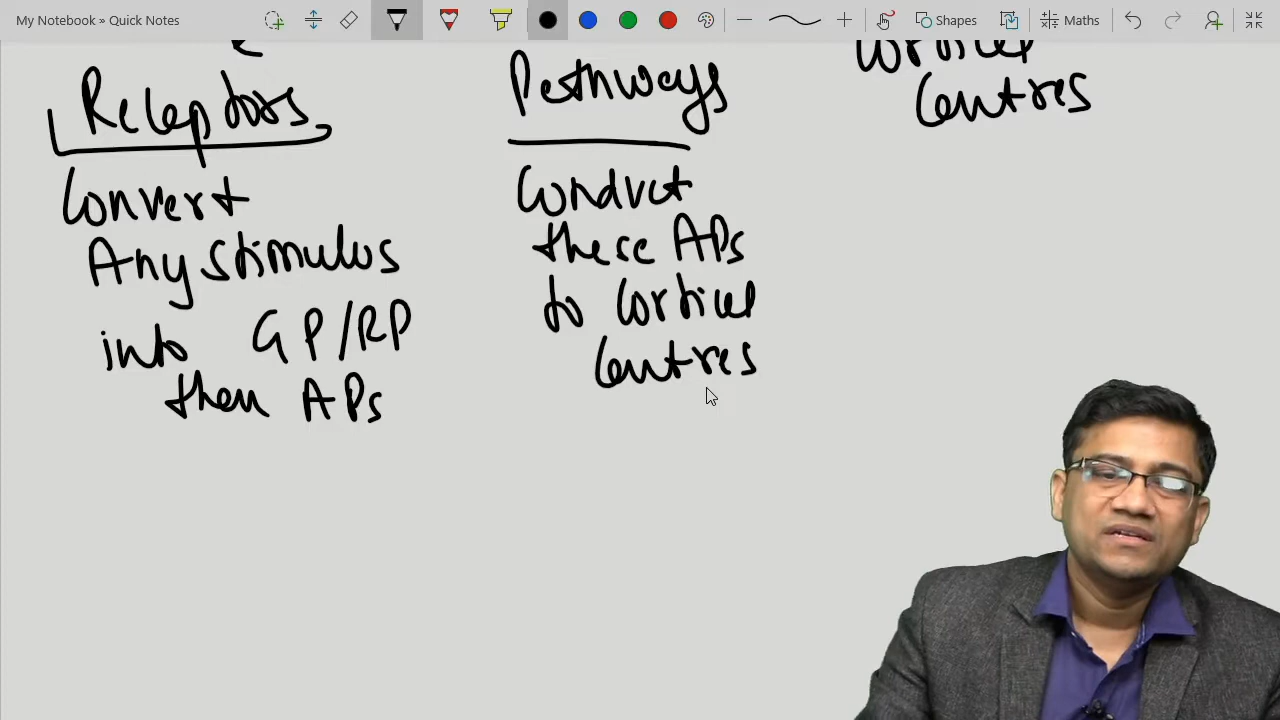 My Notebook » Quick Notes
Shapes
Maths
Receptors
Convert
Any stimulus
into GP/RP
then APs
Pathways
Conduct
these APs
to Cortical
Centres
Cortical
Centres